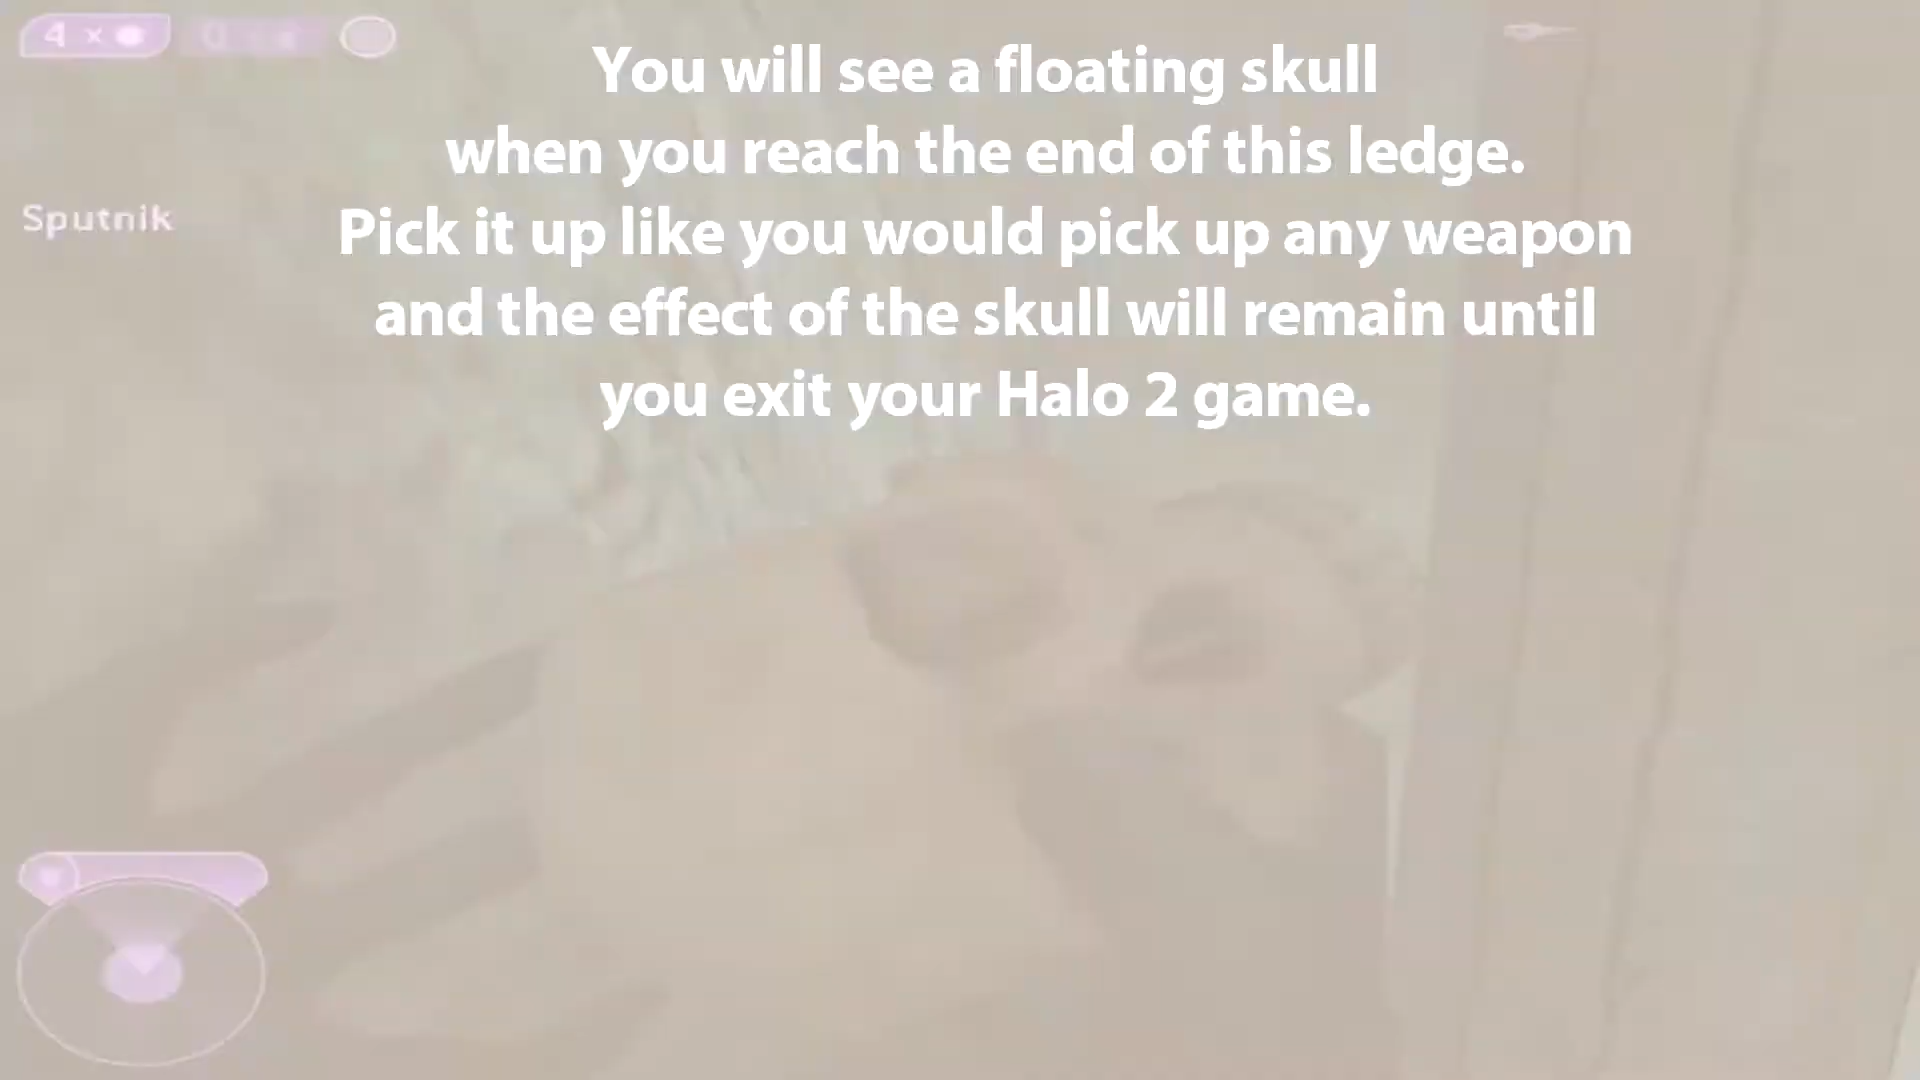 4 ×
You will see a floating skull
when you reach the end of this ledge.
Sputnik
Pick it up like you would pick up any weapon
and the effect of the skull will remain until
you exit your Halo 2 game.